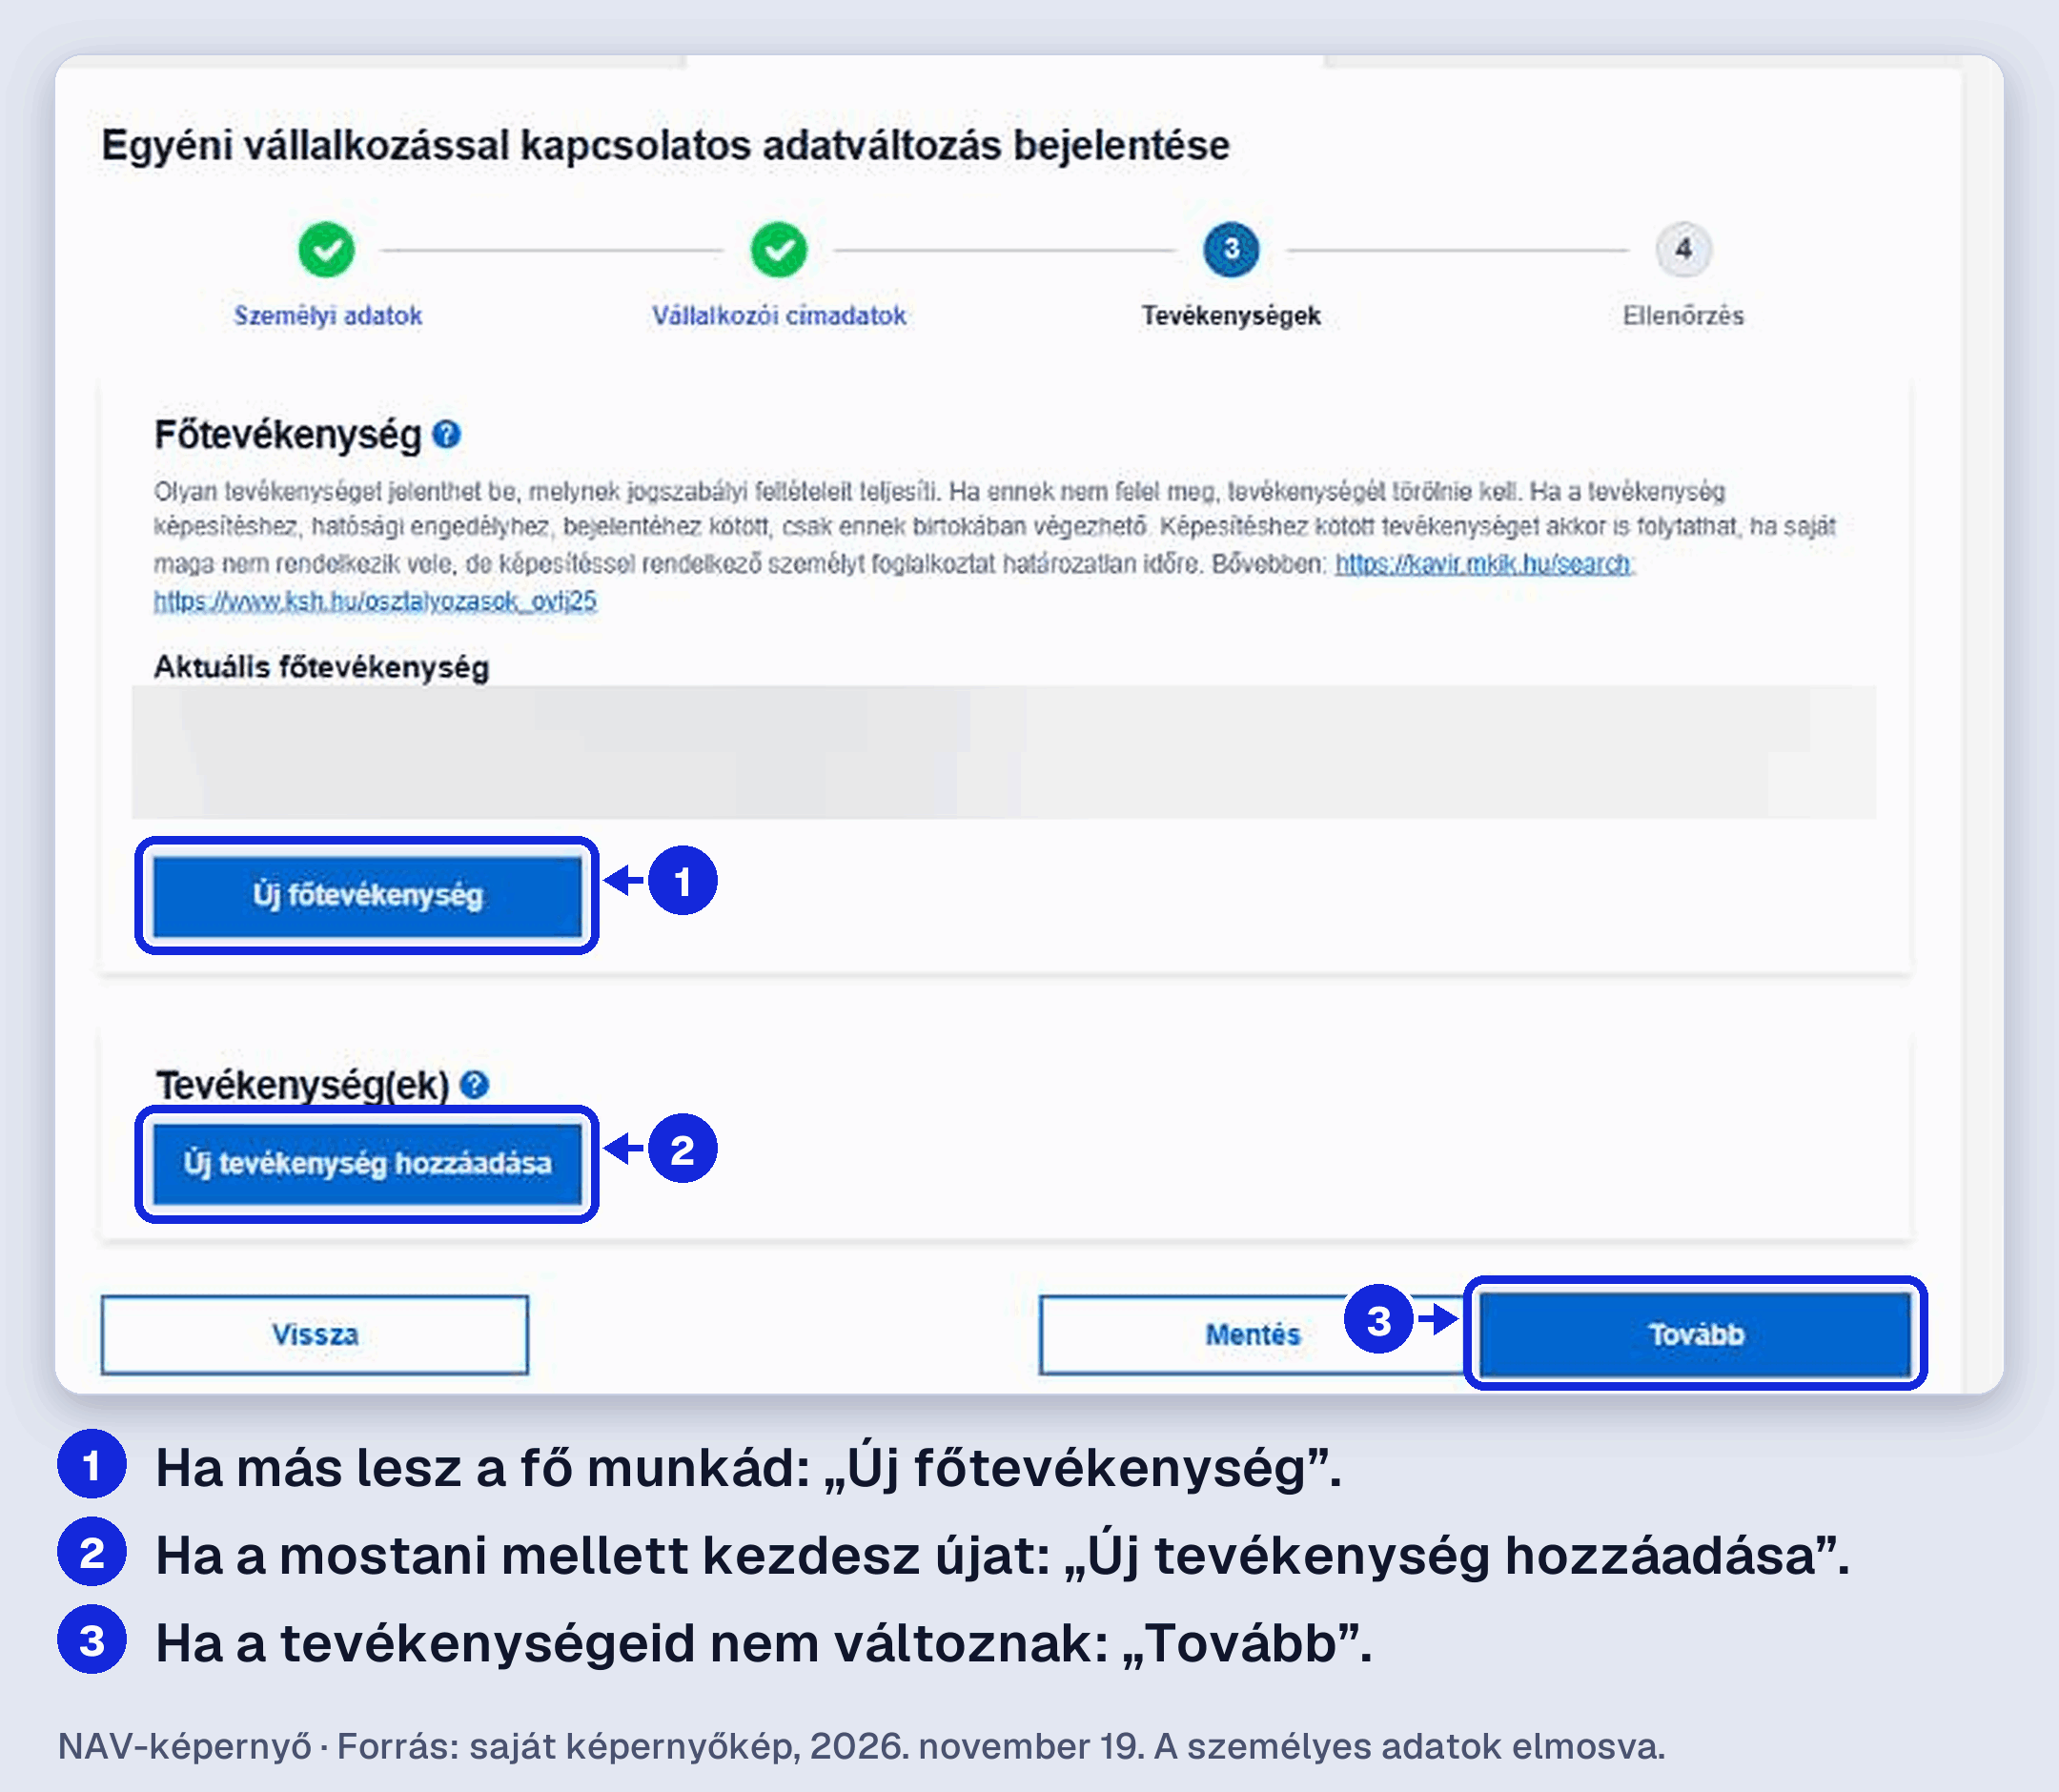 Egyéni vállalkozással kapcsolatos adatváltozás bejelentése
3
4
Személyi adatok
Vállalkozói címadatok
Tevékenységek
Ellenőrzés
Főtevékenység ?
Olyan tevékenységet jelenthet be, melynek jogszabályi feltételeit teljesíti. Ha ennek nem felel meg, tevékenységét törölnie kell. Ha a tevékenység
képesítéshez, hatósági engedélyhez, bejelentéhez kötött, csak ennek birtokában végezhető. Képesítéshez kötött tevékenységet akkor is folytathat, ha saját
maga nem rendelkezik vele, de képesítéssel rendelkező személyt foglalkoztat határozatlan időre. Bővebben: https://kavir.mkik.hu/search;
https://www.ksh.hu/osztalyozasok_ovtj25
Aktuális főtevékenység
Új főtevékenység
1
Tevékenység(ek) ?
Új tevékenység hozzáadása
2
Vissza
Mentés
3
Tovább
1 Ha más lesz a fő munkád: „Új főtevékenység”.
2 Ha a mostani mellett kezdesz újat: „Új tevékenység hozzáadása”.
3 Ha a tevékenységeid nem változnak: „Tovább”.
NAV-képernyő · Forrás: saját képernyőkép, 2026. november 19. A személyes adatok elmosva.